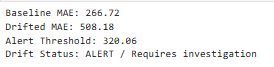 Baseline MAE: 266.72
Drifted MAE: 508.18
Alert Threshold: 320.06
Drift Status: ALERT / Requires investigation